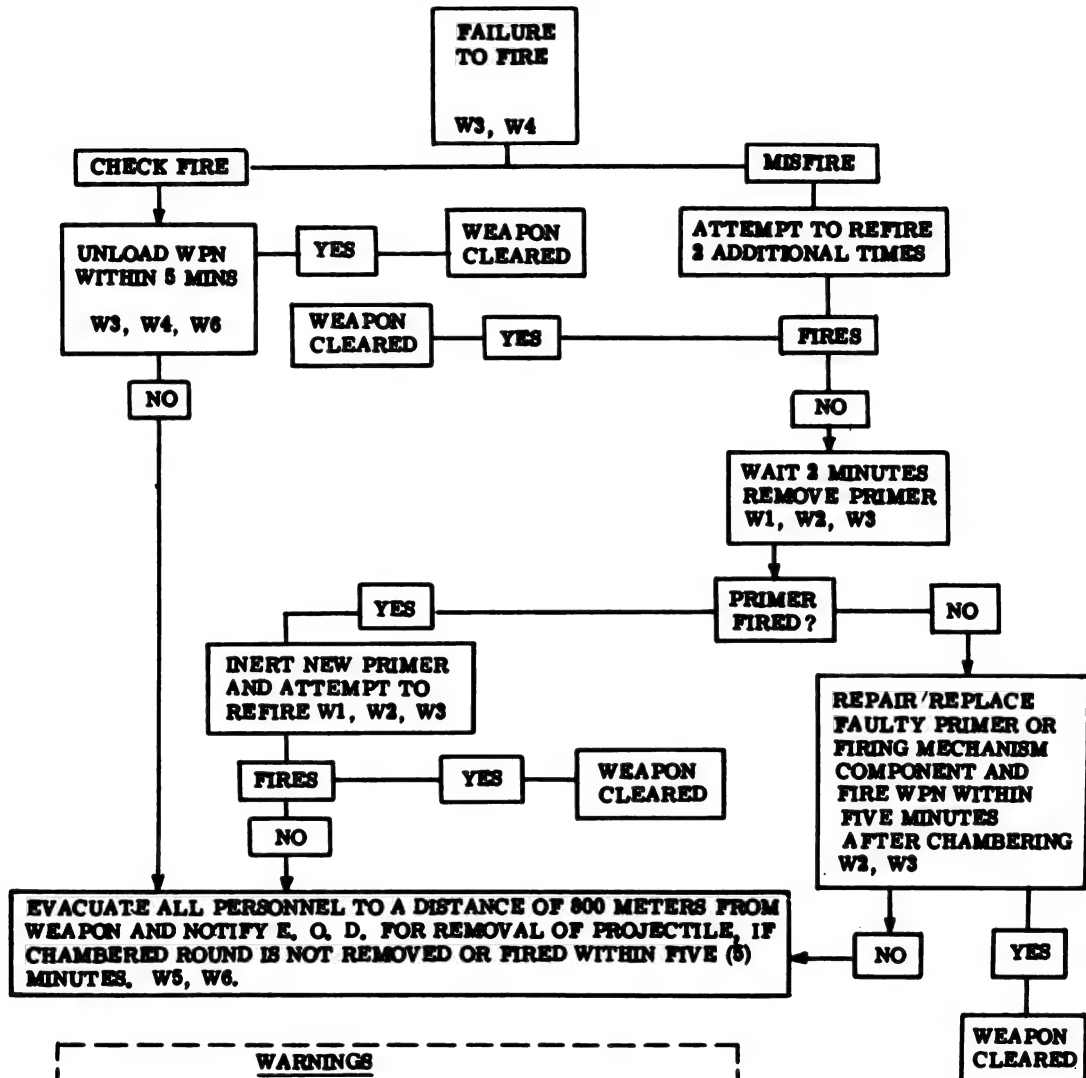 FAILURE
TO FIRE
W3, W4
CHECK FIRE
MISFIRE
UNLOAD WPN
WITHIN 5 MINS
W3, W4, W6
YES
WEAPON
CLEARED
ATTEMPT TO REFIRE
2 ADDITIONAL TIMES
WEAPON
CLEARED
YES
FIRES
NO
NO
WAIT 2 MINUTES
REMOVE PRIMER
W1, W2, W3
YES
PRIMER
FIRED?
NO
INERT NEW PRIMER
AND ATTEMPT TO
REFIRE W1, W2, W3
REPAIR/REPLACE
FAULTY PRIMER OR
FIRING MECHANISM
COMPONENT AND
FIRE WPN WITHIN
FIVE MINUTES
AFTER CHAMBERING
W2, W3
FIRES
YES
WEAPON
CLEARED
NO
EVACUATE ALL PERSONNEL TO A DISTANCE OF 800 METERS FROM
WEAPON AND NOTIFY E. O. D. FOR REMOVAL OF PROJECTILE, IF
CHAMBERED ROUND IS NOT REMOVED OR FIRED WITHIN FIVE (5)
MINUTES. W5, W6.
NO
YES
WEAPON
CLEARED
WARNINGS